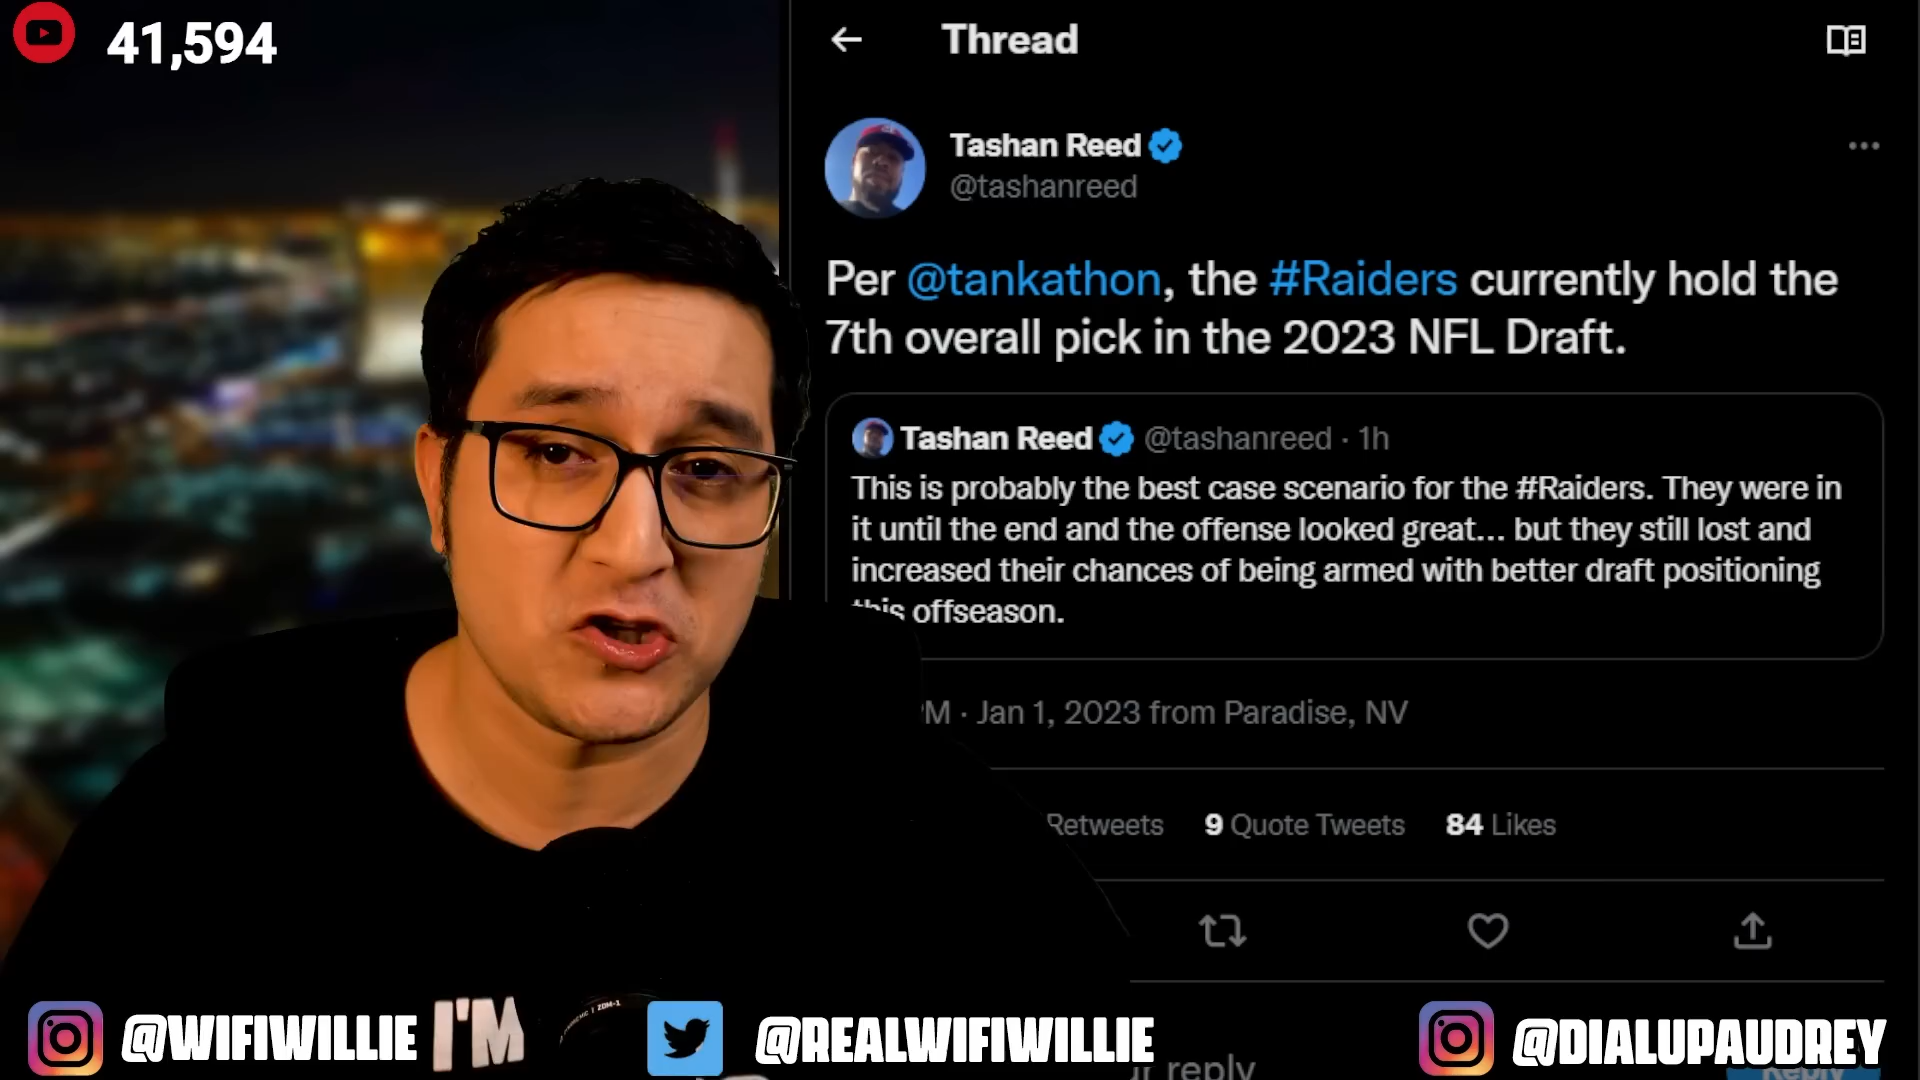 41,594
Thread
Tashan Reed
@tashanreed
Per @tankathon, the #Raiders currently hold the
7th overall pick in the 2023 NFL Draft.
Tashan Reed @tashanreed · 1h
This is probably the best case scenario for the #Raiders. They were in
it until the end and the offense looked great... but they still lost and
increased their chances of being armed with better draft positioning
this offseason.
PM · Jan 1, 2023 from Paradise, NV
Retweets 9 Quote Tweets 84 Likes
@WIFIWILLIE I'M @REALWIFIWILLIE @DIALUPAUDREY
reply Reply